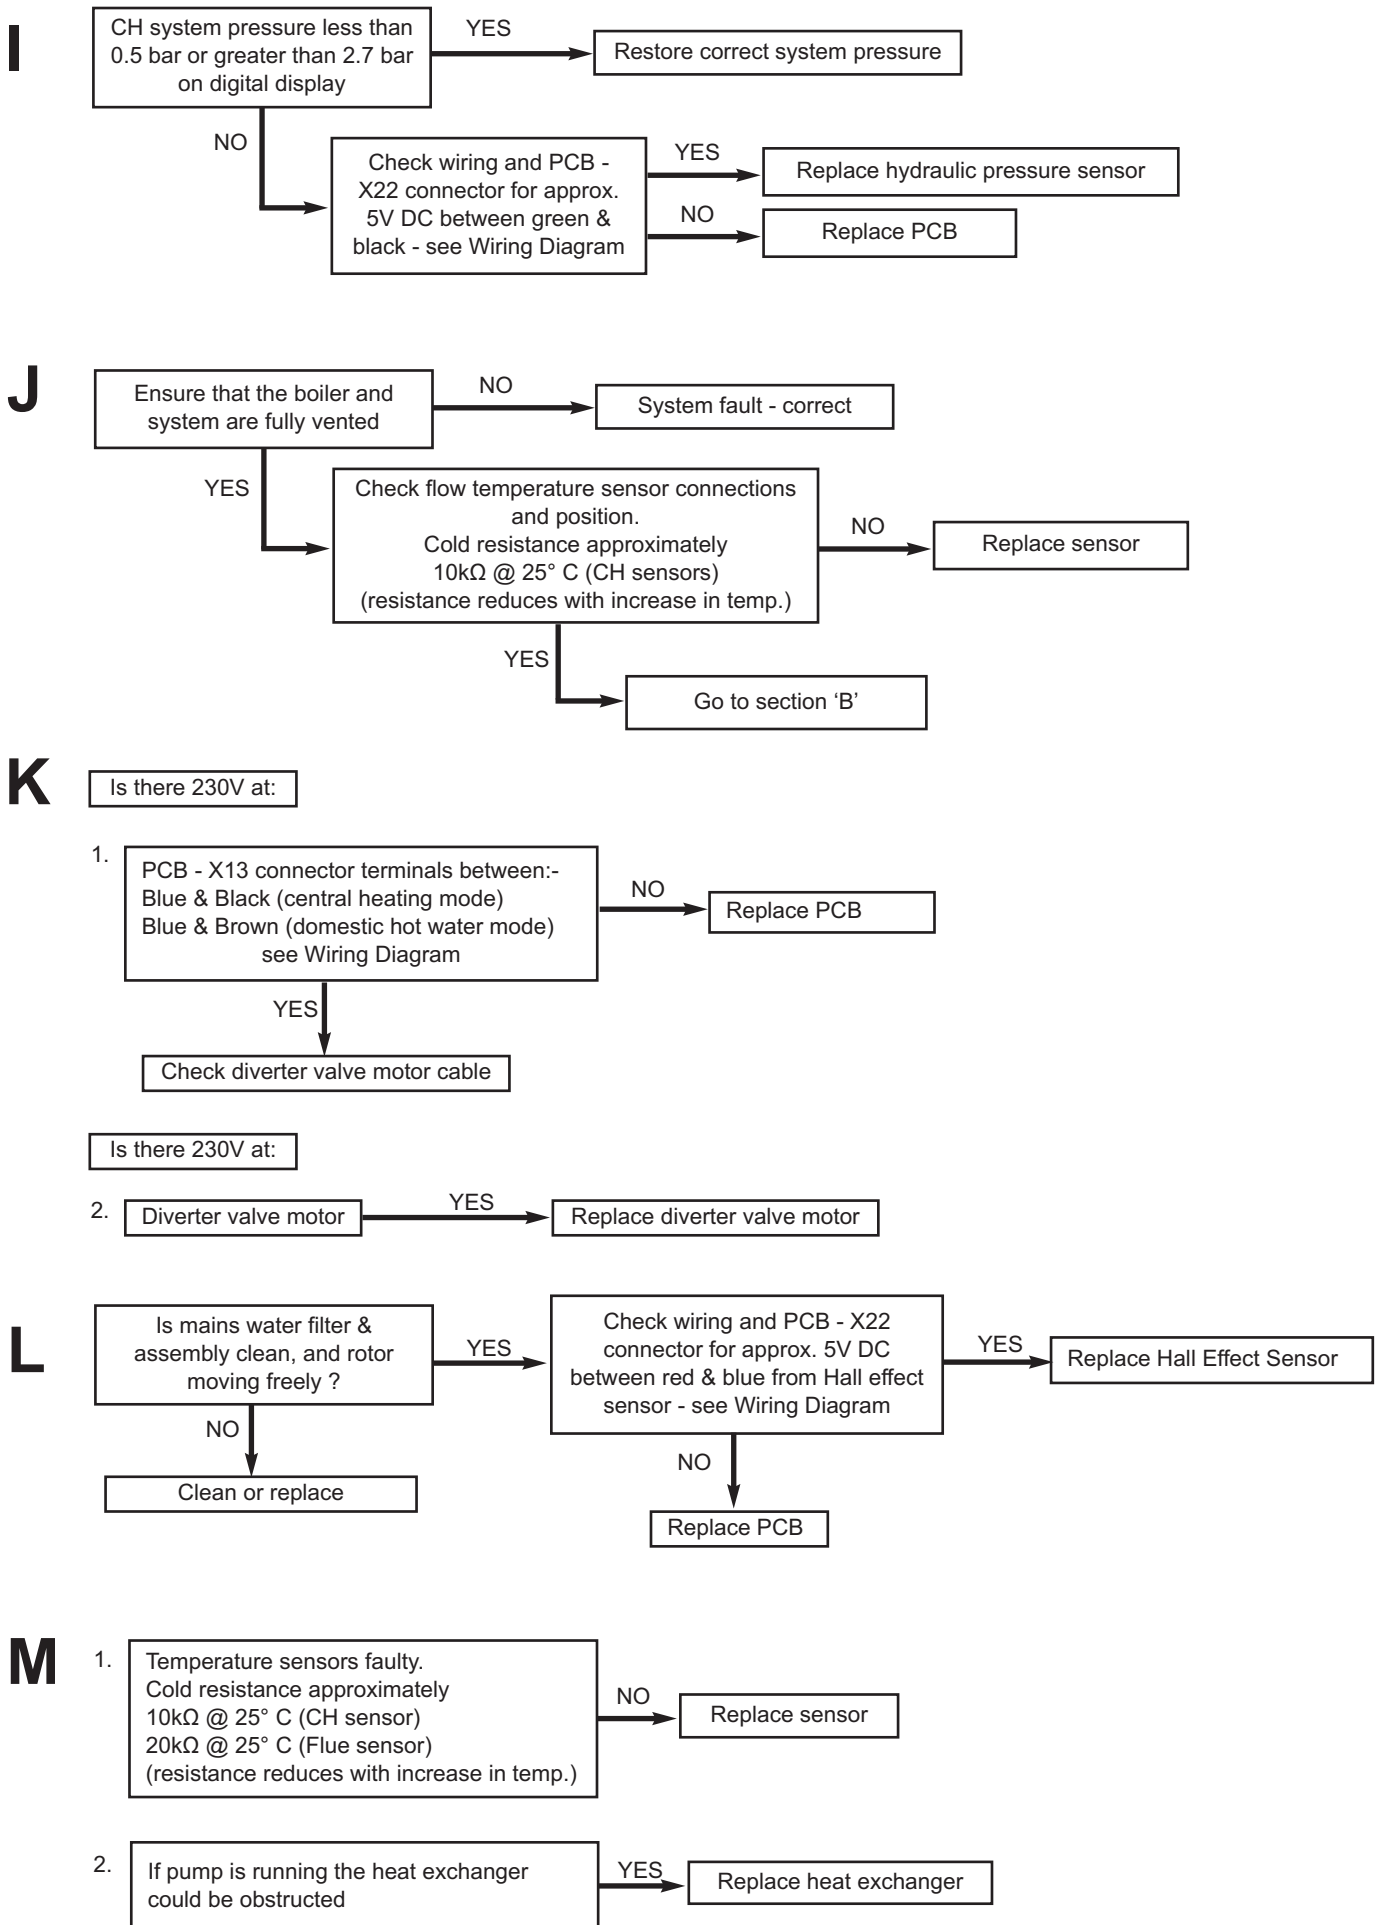 I
CH system pressure less than
0.5 bar or greater than 2.7 bar
on digital display
YES
Restore correct system pressure
NO
Check wiring and PCB -
X22 connector for approx.
5V DC between green &
black - see Wiring Diagram
YES
Replace hydraulic pressure sensor
NO
Replace PCB
J
Ensure that the boiler and
system are fully vented
NO
System fault - correct
YES
Check flow temperature sensor connections
and position.
Cold resistance approximately
10kΩ @ 25° C (CH sensors)
(resistance reduces with increase in temp.)
NO
Replace sensor
YES
Go to section ‘B’
K
Is there 230V at:
1.
PCB - X13 connector terminals between:-
Blue & Black (central heating mode)
Blue & Brown (domestic hot water mode)
see Wiring Diagram
NO
Replace PCB
YES
Check diverter valve motor cable
Is there 230V at:
2.
Diverter valve motor
YES
Replace diverter valve motor
L
Is mains water filter &
assembly clean, and rotor
moving freely ?
YES
Check wiring and PCB - X22
connector for approx. 5V DC
between red & blue from Hall effect
sensor - see Wiring Diagram
YES
Replace Hall Effect Sensor
NO
Clean or replace
NO
Replace PCB
M
1.
Temperature sensors faulty.
Cold resistance approximately
10kΩ @ 25° C (CH sensor)
20kΩ @ 25° C (Flue sensor)
(resistance reduces with increase in temp.)
NO
Replace sensor
2.
If pump is running the heat exchanger
could be obstructed
YES
Replace heat exchanger